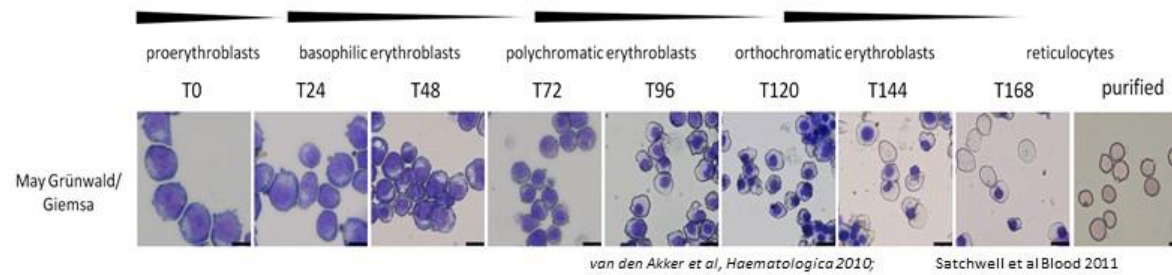 proerythroblasts basophilic erythroblasts polychromatic erythroblasts orthochromatic erythroblasts reticulocytes
T0 T24 T48 T72 T96 T120 T144 T168 purified
May Grünwald/
Giemsa
van den Akker et al, Haematologica 2010; Satchwell et al Blood 2011